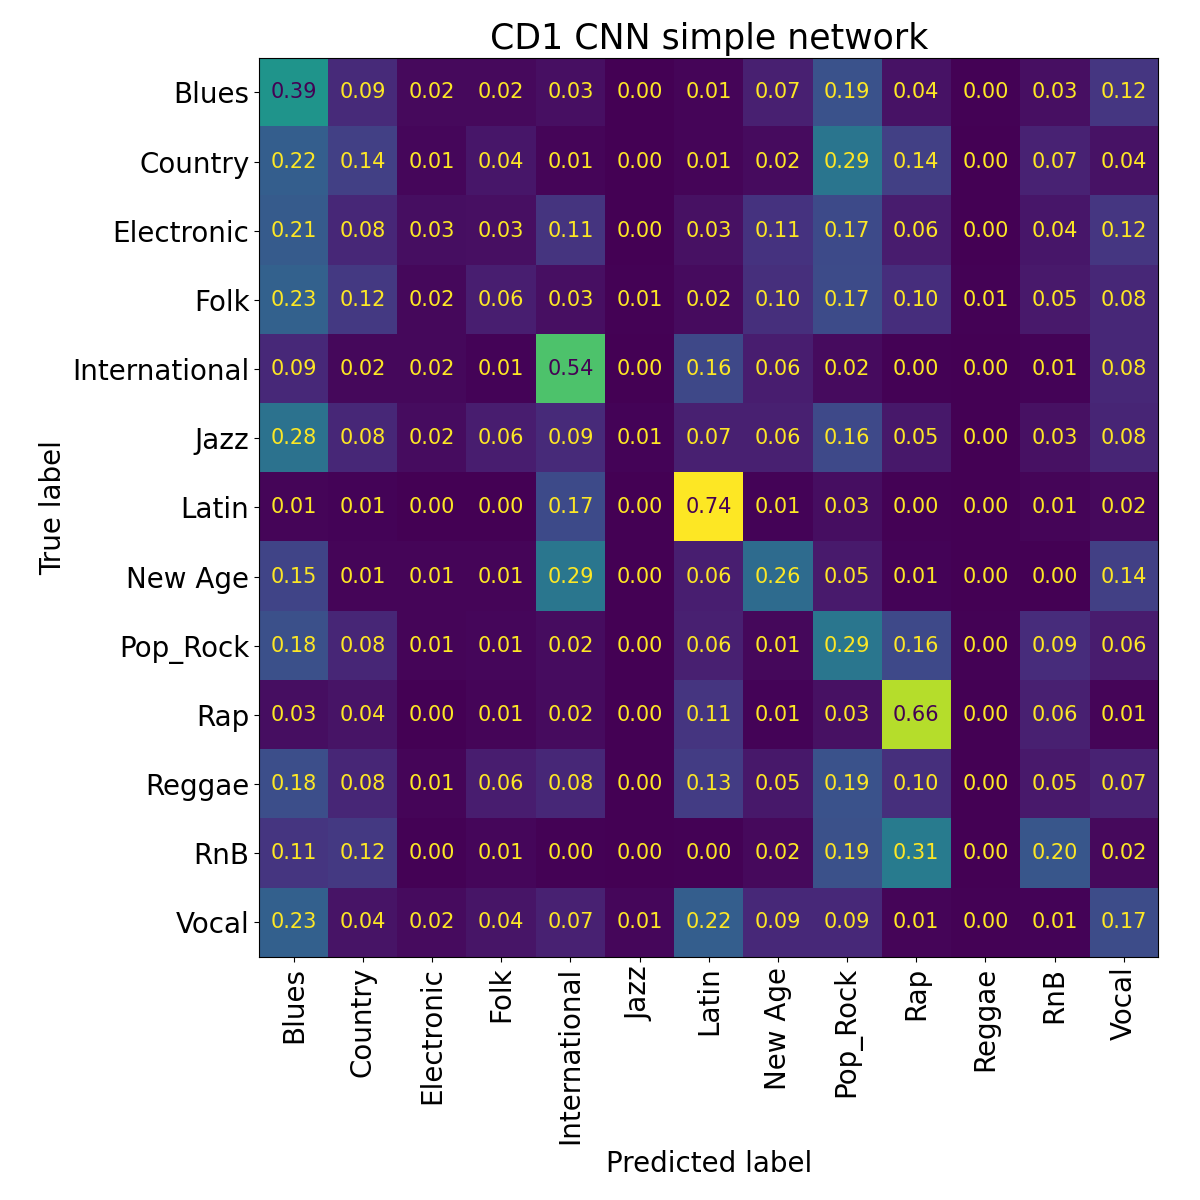 CD1 CNN simple network
True label
Blues 0.39 0.09 0.02 0.02 0.03 0.00 0.01 0.07 0.19 0.04 0.00 0.03 0.12
Country 0.22 0.14 0.01 0.04 0.01 0.00 0.01 0.02 0.29 0.14 0.00 0.07 0.04
Electronic 0.21 0.08 0.03 0.03 0.11 0.00 0.03 0.11 0.17 0.06 0.00 0.04 0.12
Folk 0.23 0.12 0.02 0.06 0.03 0.01 0.02 0.10 0.17 0.10 0.01 0.05 0.08
International 0.09 0.02 0.02 0.01 0.54 0.00 0.16 0.06 0.02 0.00 0.00 0.01 0.08
Jazz 0.28 0.08 0.02 0.06 0.09 0.01 0.07 0.06 0.16 0.05 0.00 0.03 0.08
Latin 0.01 0.01 0.00 0.00 0.17 0.00 0.74 0.01 0.03 0.00 0.00 0.01 0.02
New Age 0.15 0.01 0.01 0.01 0.29 0.00 0.06 0.26 0.05 0.01 0.00 0.00 0.14
Pop_Rock 0.18 0.08 0.01 0.01 0.02 0.00 0.06 0.01 0.29 0.16 0.00 0.09 0.06
Rap 0.03 0.04 0.00 0.01 0.02 0.00 0.11 0.01 0.03 0.66 0.00 0.06 0.01
Reggae 0.18 0.08 0.01 0.06 0.08 0.00 0.13 0.05 0.19 0.10 0.00 0.05 0.07
RnB 0.11 0.12 0.00 0.01 0.00 0.00 0.00 0.02 0.19 0.31 0.00 0.20 0.02
Vocal 0.23 0.04 0.02 0.04 0.07 0.01 0.22 0.09 0.09 0.01 0.00 0.01 0.17
Blues Country Electronic Folk International Jazz Latin New Age Pop_Rock Rap Reggae RnB Vocal
Predicted label